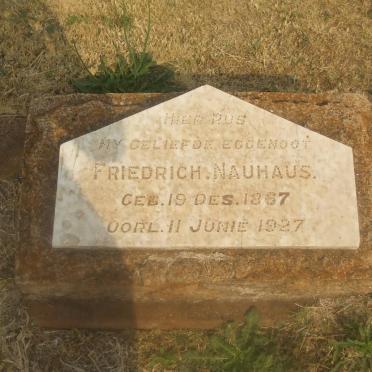 HIER RUS
MY GELIEFDE EGGENOOT
FRIEDRICH.NAUHAUS.
GEB.19 DES.1867
OORL.11 JUNIE 1927